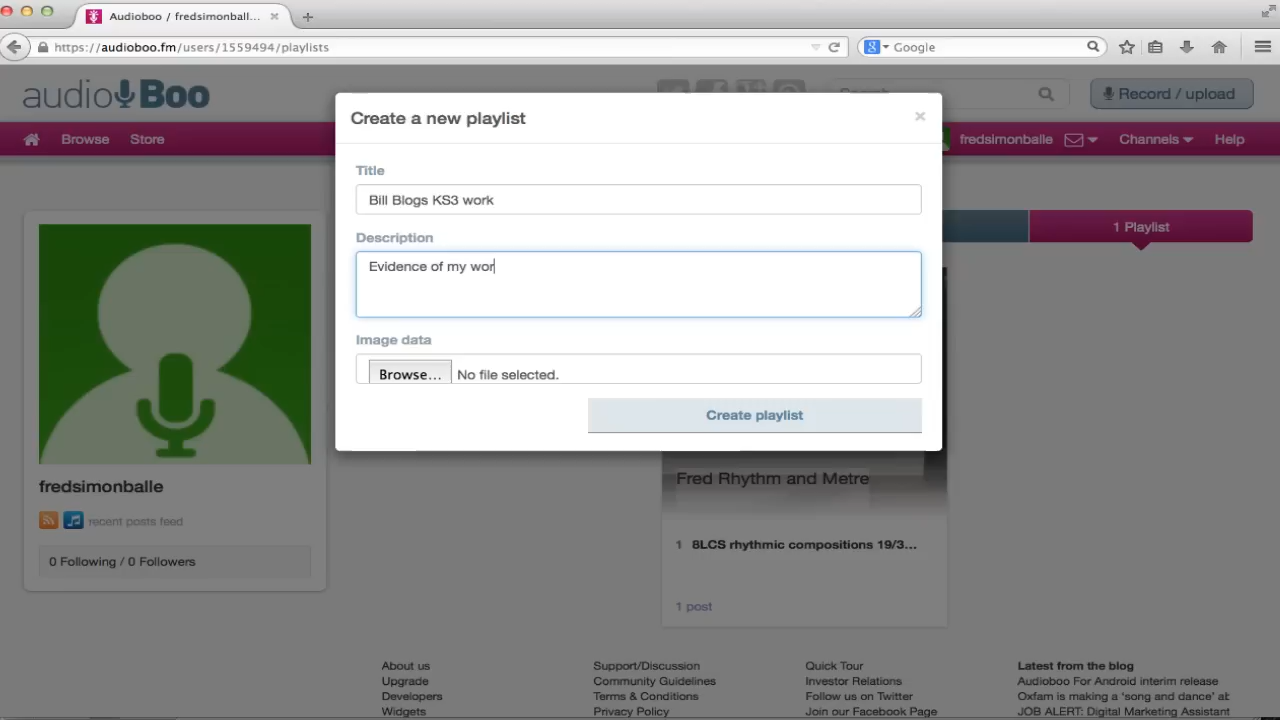 Audioboo / fredsimonball...
https://audioboo.fm/users/1559494/playlists
Google
audioBoo
Search
Record / upload
Browse
Store
fredsimonballe
Channels
Help
Create a new playlist
Title
Bill Blogs KS3 work
Description
Evidence of my wor
Image data
Browse... No file selected.
Create playlist
1 Playlist
fredsimonballe
recent posts feed
0 Following / 0 Followers
Fred Rhythm and Metre
1 8LCS rhythmic compositions 19/3...
1 post
About us
Upgrade
Developers
Widgets
Support/Discussion
Community Guidelines
Terms & Conditions
Privacy Policy
Quick Tour
Investor Relations
Follow us on Twitter
Join our Facebook Page
Latest from the blog
Audioboo For Android interim release
Oxfam is making a 'song and dance' ab
JOB ALERT: Digital Marketing Assistant